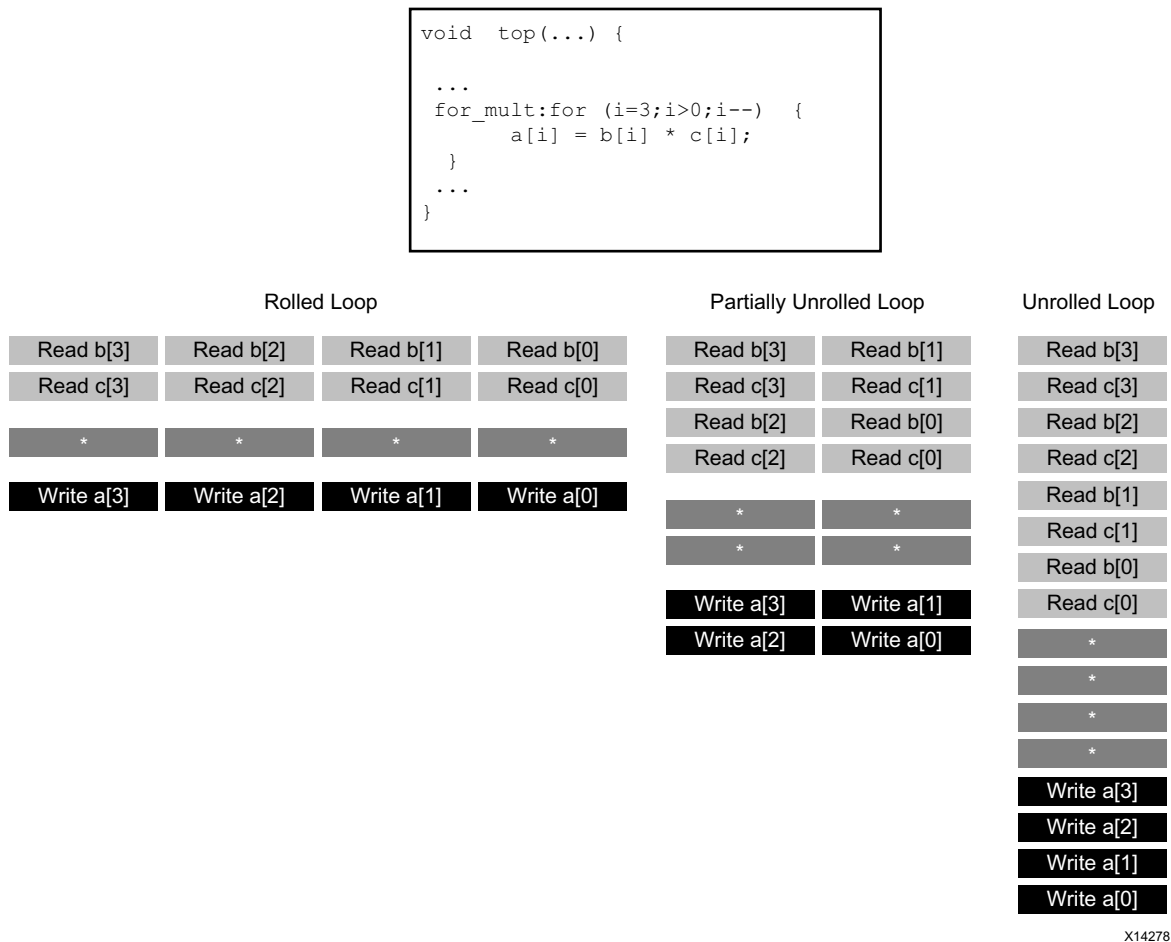 void  top(...) {
...
for_mult:for (i=3;i>0;i--)  {
a[i] = b[i] * c[i];
}
...
}
Rolled Loop
Read b[3] Read b[2] Read b[1] Read b[0]
Read c[3] Read c[2] Read c[1] Read c[0]
* * * *
Write a[3] Write a[2] Write a[1] Write a[0]
Partially Unrolled Loop
Read b[3] Read b[1]
Read c[3] Read c[1]
Read b[2] Read b[0]
Read c[2] Read c[0]
* *
* *
Write a[3] Write a[1]
Write a[2] Write a[0]
Unrolled Loop
Read b[3]
Read c[3]
Read b[2]
Read c[2]
Read b[1]
Read c[1]
Read b[0]
Read c[0]
*
*
*
*
Write a[3]
Write a[2]
Write a[1]
Write a[0]
X14278